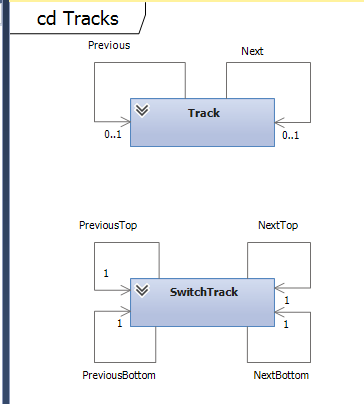 cd Tracks
Previous
Next
Track
0..1
0..1
PreviousTop
NextTop
1
SwitchTrack
1
1
1
PreviousBottom
NextBottom